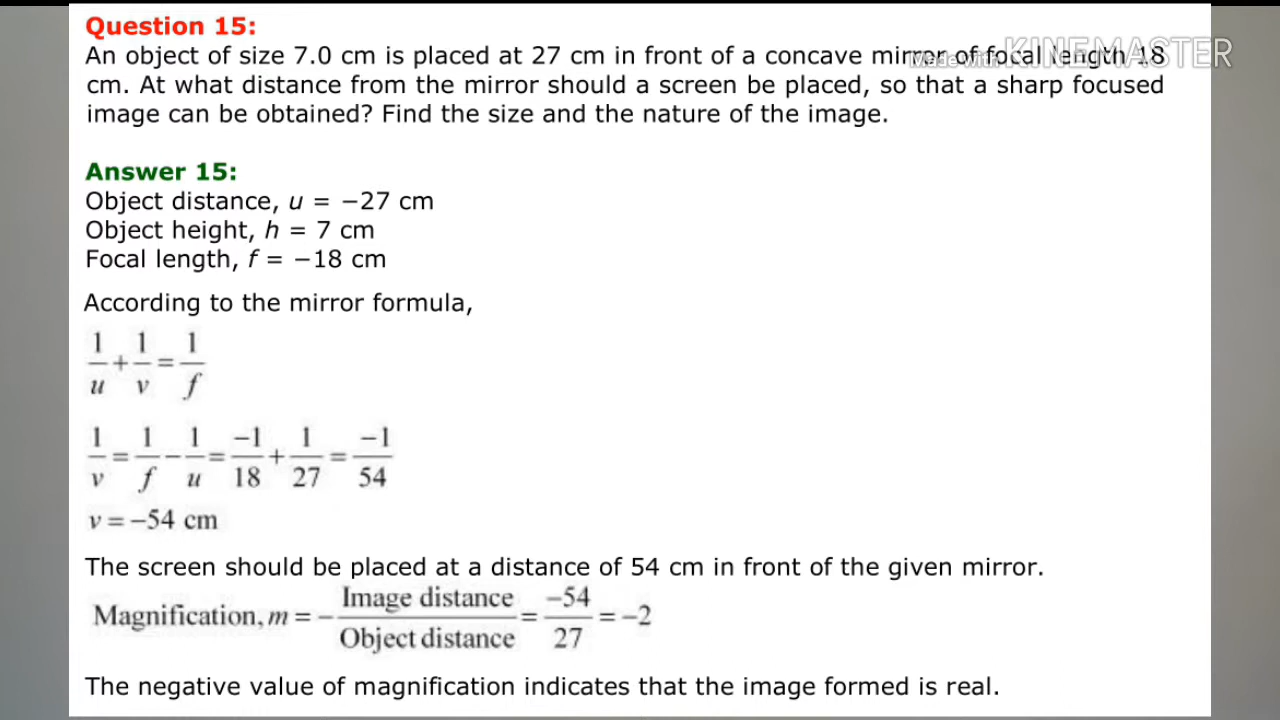 Question 15:
An object of size 7.0 cm is placed at 27 cm in front of a concave mirror of focal length 18
Made with KINEMASTER
cm. At what distance from the mirror should a screen be placed, so that a sharp focused
image can be obtained? Find the size and the nature of the image.
Answer 15:
Object distance, u = −27 cm
Object height, h = 7 cm
Focal length, f = −18 cm
According to the mirror formula,
1/u + 1/v = 1/f
1/v = 1/f − 1/u = −1/18 + 1/27 = −1/54
v = −54 cm
The screen should be placed at a distance of 54 cm in front of the given mirror.
Magnification, m = − Image distance/Object distance = −54/27 = −2
The negative value of magnification indicates that the image formed is real.